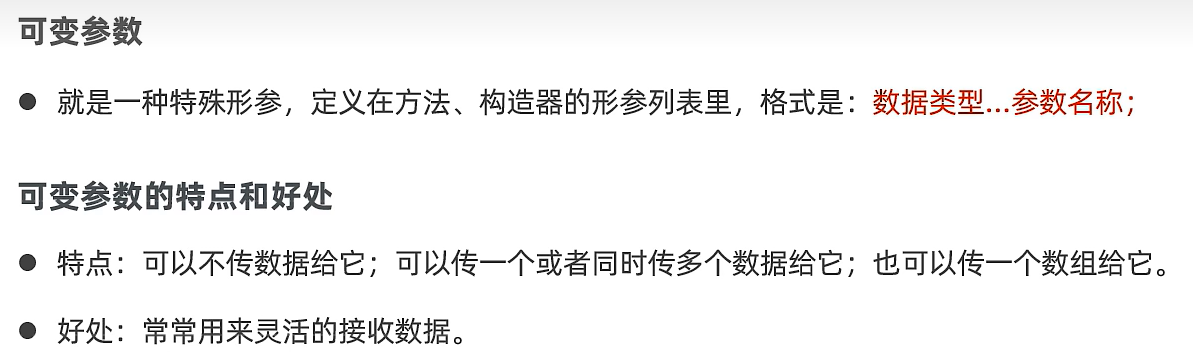 可变参数
● 就是一种特殊形参，定义在方法、构造器的形参列表里，格式是：数据类型...参数名称；
可变参数的特点和好处
● 特点：可以不传数据给它；可以传一个或者同时传多个数据给它；也可以传一个数组给它。
● 好处：常常用来灵活的接收数据。